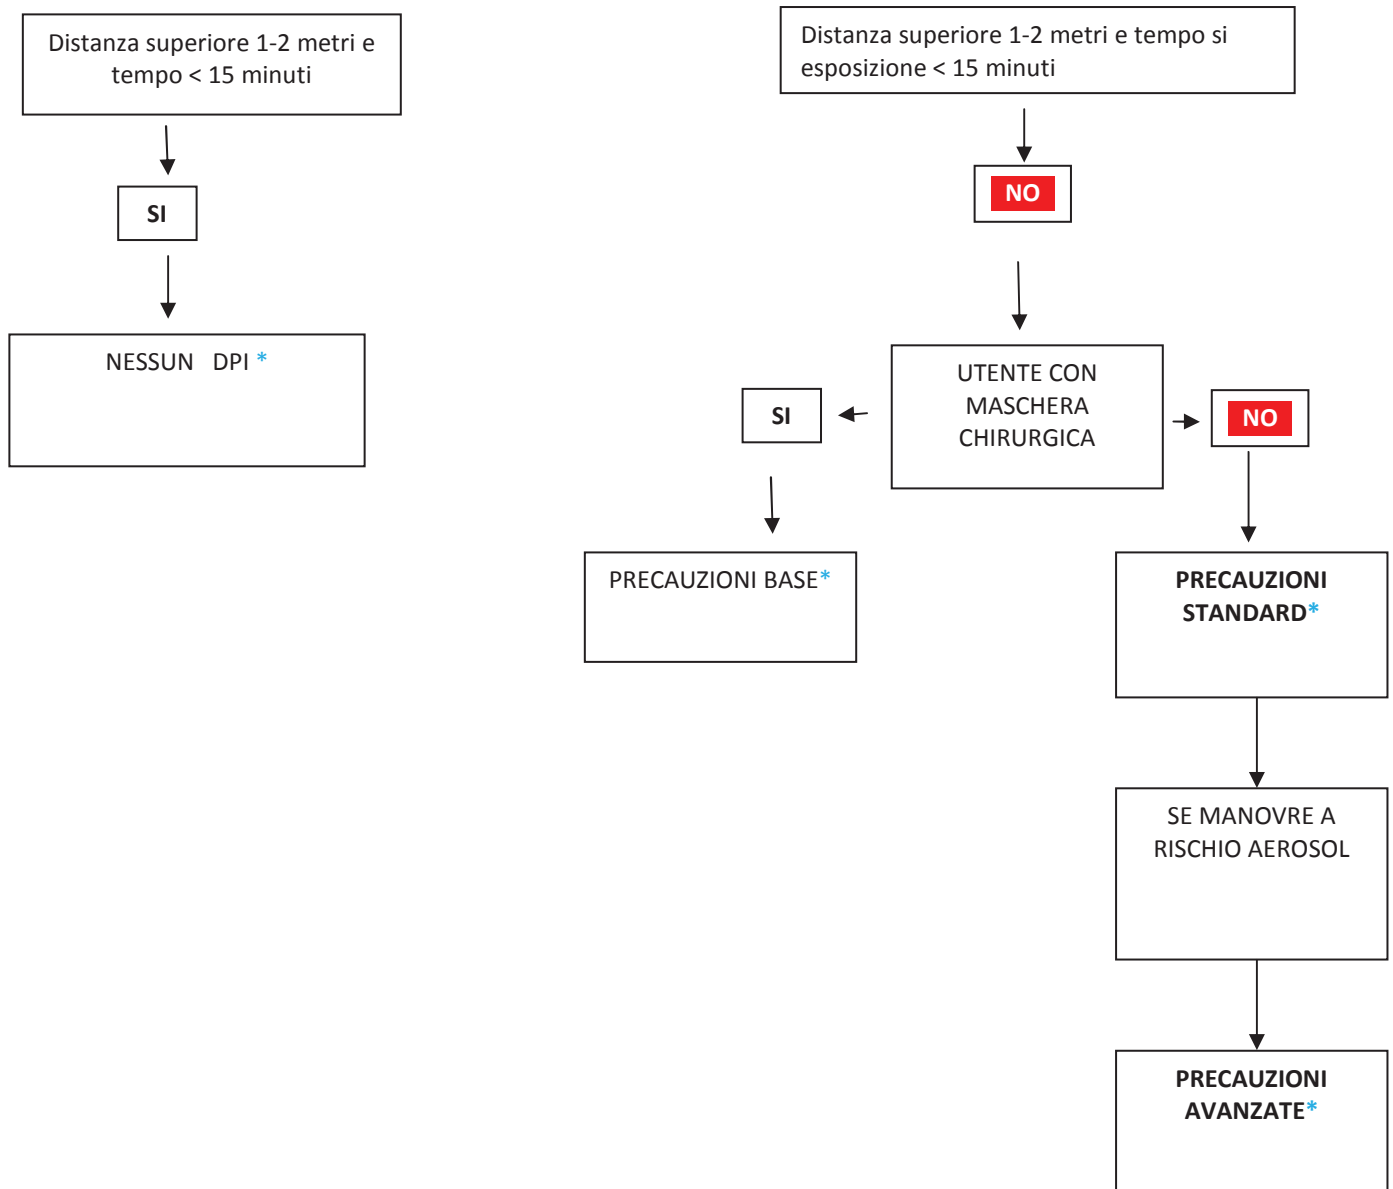 Distanza superiore 1-2 metri e
tempo < 15 minuti
SI
NESSUN DPI *
Distanza superiore 1-2 metri e tempo si
esposizione < 15 minuti
NO
UTENTE CON
MASCHERA
CHIRURGICA
SI
NO
PRECAUZIONI BASE*
PRECAUZIONI
STANDARD*
SE MANOVRE A
RISCHIO AEROSOL
PRECAUZIONI
AVANZATE*